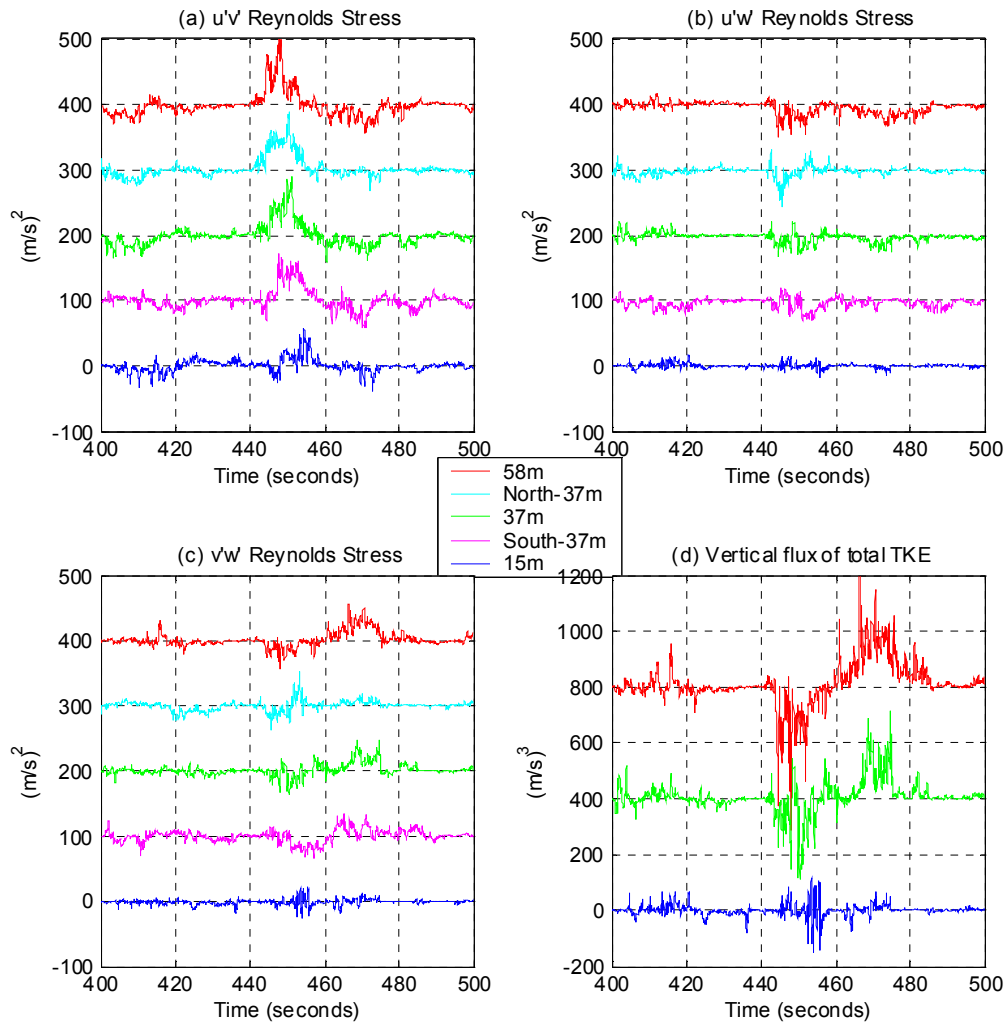 (a) u'v' Reynolds Stress
500
400
300
200
100
0
-100
(m/s)²
400 420 440 460 480 500
Time (seconds)
(b) u'w' Reynolds Stress
500
400
300
200
100
0
-100
(m/s)²
400 420 440 460 480 500
Time (seconds)
58m
North-37m
37m
South-37m
15m
(c) v'w' Reynolds Stress
500
400
300
200
100
0
-100
(m/s)²
400 420 440 460 480 500
Time (seconds)
(d) Vertical flux of total TKE
1200
1000
800
600
400
200
0
-200
(m/s)³
400 420 440 460 480 500
Time (seconds)